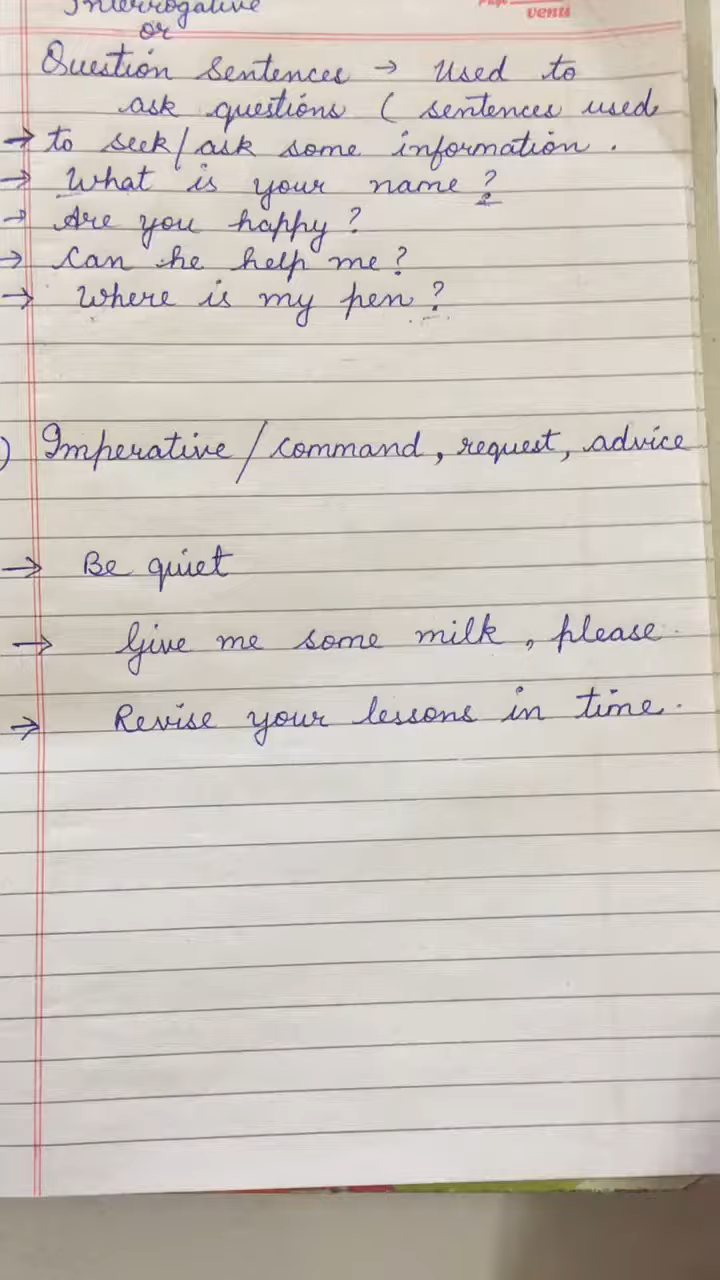 Interrogative
or
venus
Question sentences → Used to
ask questions ( sentences used
→ to seek/ask some information .
→ What is your name ?
→ Are you happy ?
→ Can he help me ?
→ Where is my pen ?
) Imperative / command, request, advice
→ Be quiet
→ Give me some milk , please.
→ Revise your lessons in time.